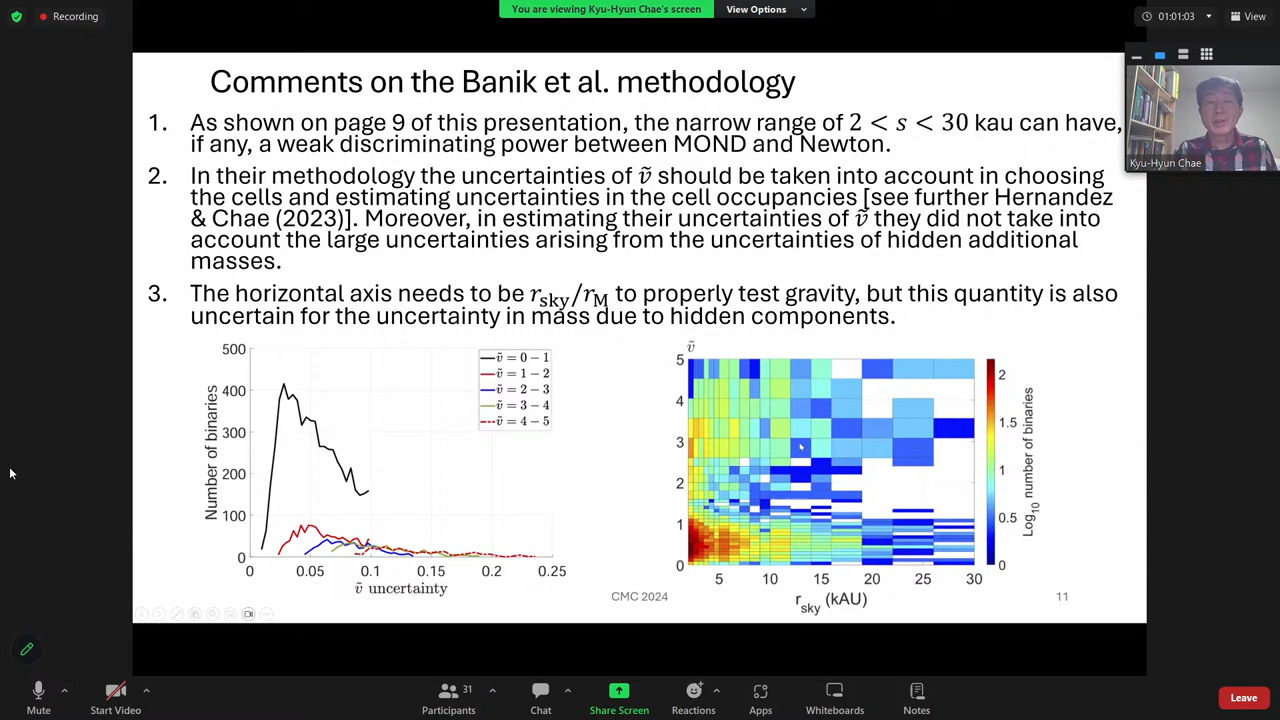 You are viewing Kyu-Hyun Chae's screen
View Options
Recording
01:01:03
View
Kyu-Hyun Chae
Comments on the Banik et al. methodology
1. As shown on page 9 of this presentation, the narrow range of 2 < s < 30 kau can have,
if any, a weak discriminating power between MOND and Newton.
2. In their methodology the uncertainties of ṽ should be taken into account in choosing
the cells and estimating uncertainties in the cell occupancies [see further Hernandez
& Chae (2023)]. Moreover, in estimating their uncertainties of ṽ they did not take into
account the large uncertainties arising from the uncertainties of hidden additional
masses.
3. The horizontal axis needs to be r_sky/r_M to properly test gravity, but this quantity is also
uncertain for the uncertainty in mass due to hidden components.
500
400
300
200
100
0
Number of binaries
0 0.05 0.1 0.15 0.2 0.25
ṽ uncertainty
ṽ = 0 − 1
ṽ = 1 − 2
ṽ = 2 − 3
ṽ = 3 − 4
ṽ = 4 − 5
ṽ
5
4
3
2
1
0
5 10 15 20 25 30
r_sky (kAU)
2
1.5
1
0.5
0
Log₁₀ number of binaries
CMC 2024
11
Mute
Start Video
31
Participants
Chat
Share Screen
Reactions
Apps
Whiteboards
Notes
Leave